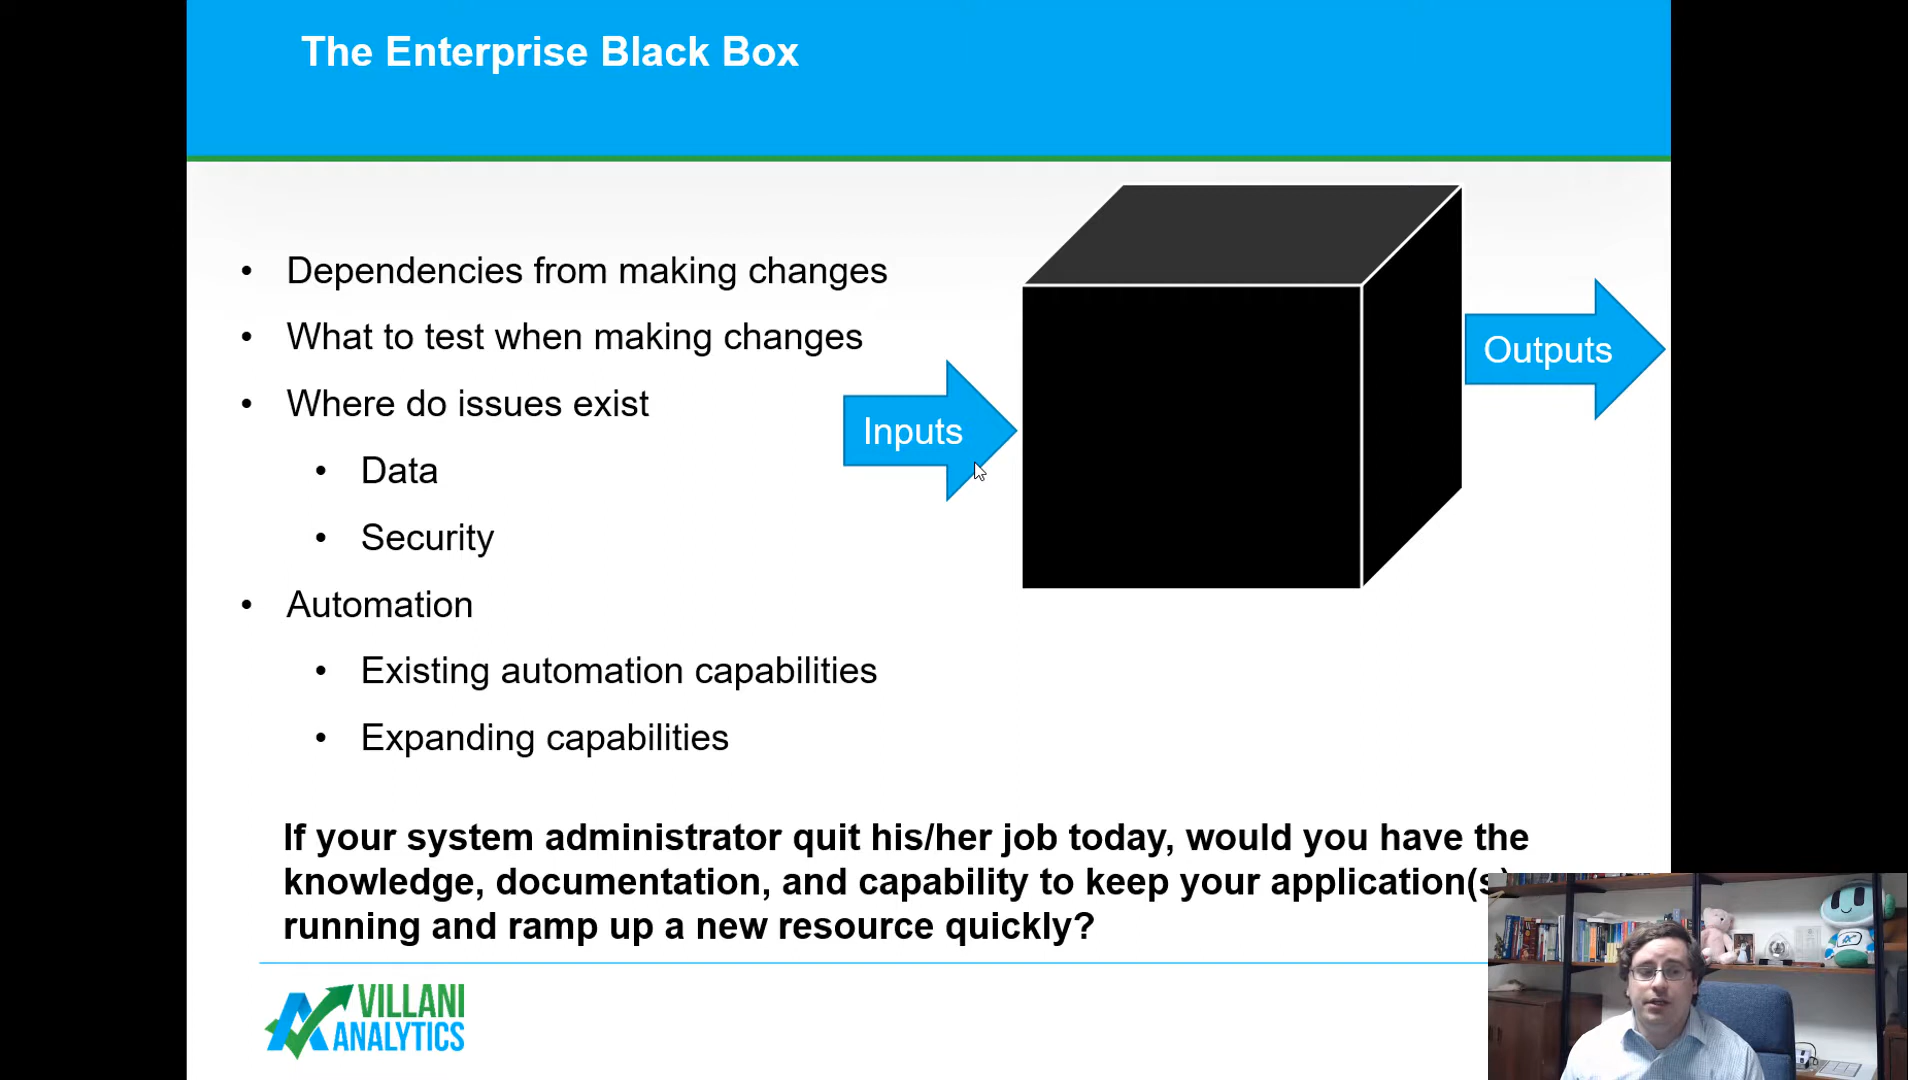 The Enterprise Black Box
• Dependencies from making changes
• What to test when making changes
• Where do issues exist
• Data
• Security
• Automation
• Existing automation capabilities
• Expanding capabilities
Inputs
Outputs
If your system administrator quit his/her job today, would you have the
knowledge, documentation, and capability to keep your application(s)
running and ramp up a new resource quickly?
VILLANI
ANALYTICS